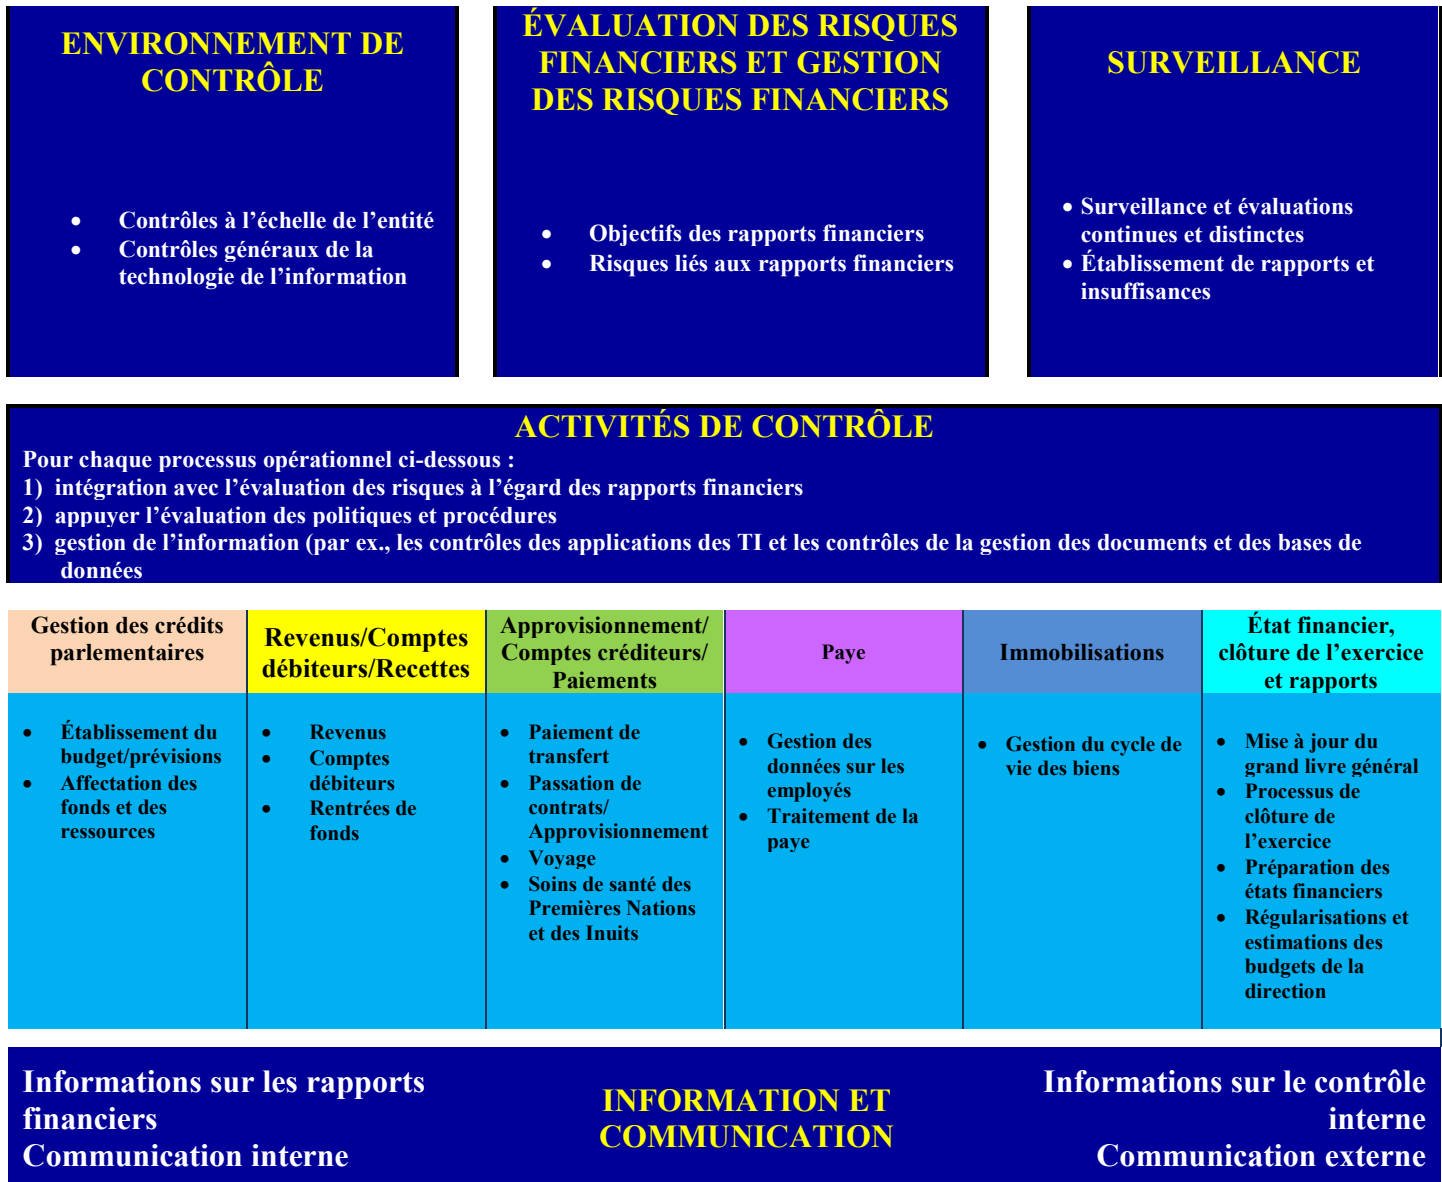 ENVIRONNEMENT DE
CONTRÔLE
• Contrôles à l’échelle de l’entité
• Contrôles généraux de la
technologie de l’information
ÉVALUATION DES RISQUES
FINANCIERS ET GESTION
DES RISQUES FINANCIERS
• Objectifs des rapports financiers
• Risques liés aux rapports financiers
SURVEILLANCE
• Surveillance et évaluations
continues et distinctes
• Établissement de rapports et
insuffisances
ACTIVITÉS DE CONTRÔLE
Pour chaque processus opérationnel ci-dessous :
1) intégration avec l’évaluation des risques à l’égard des rapports financiers
2) appuyer l’évaluation des politiques et procédures
3) gestion de l’information (par ex., les contrôles des applications des TI et les contrôles de la gestion des documents et des bases de
données
Gestion des crédits
parlementaires
• Établissement du
budget/prévisions
• Affectation des
fonds et des
ressources
Revenus/Comptes
débiteurs/Recettes
• Revenus
• Comptes
débiteurs
• Rentrées de
fonds
Approvisionnement/
Comptes créditeurs/
Paiements
• Paiement de
transfert
• Passation de
contrats/
Approvisionnement
• Voyage
• Soins de santé des
Premières Nations
et des Inuits
Paye
• Gestion des
données sur les
employés
• Traitement de la
paye
Immobilisations
• Gestion du cycle de
vie des biens
État financier,
clôture de l’exercice
et rapports
• Mise à jour du
grand livre général
• Processus de
clôture de
l’exercice
• Préparation des
états financiers
• Régularisations et
estimations des
budgets de la
direction
Informations sur les rapports
financiers
Communication interne
INFORMATION ET
COMMUNICATION
Informations sur le contrôle
interne
Communication externe